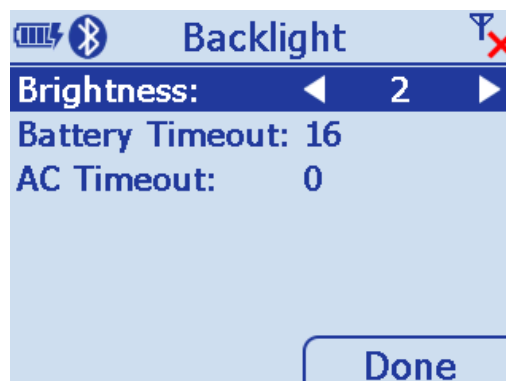 Backlight
Brightness: 2
Battery Timeout: 16
AC Timeout: 0
Done